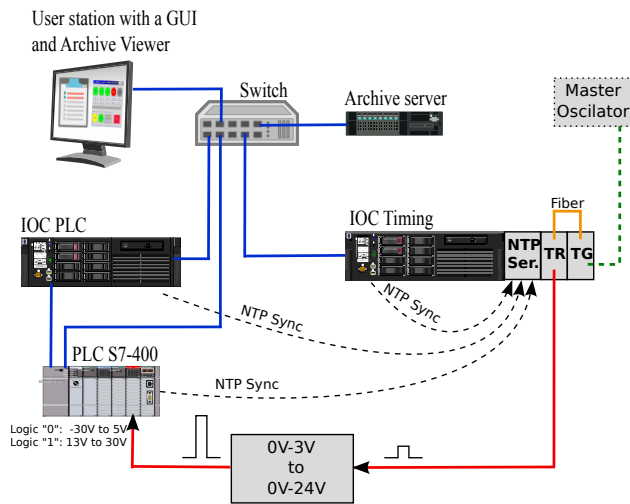 User station with a GUI
and Archive Viewer
Switch
Archive server
Master
Oscilator
IOC PLC
IOC Timing
Fiber
NTP
Ser.
TR
TG
NTP Sync
NTP Sync
PLC S7-400
NTP Sync
Logic "0": -30V to 5V
Logic "1": 13V to 30V
0V-3V
to
0V-24V